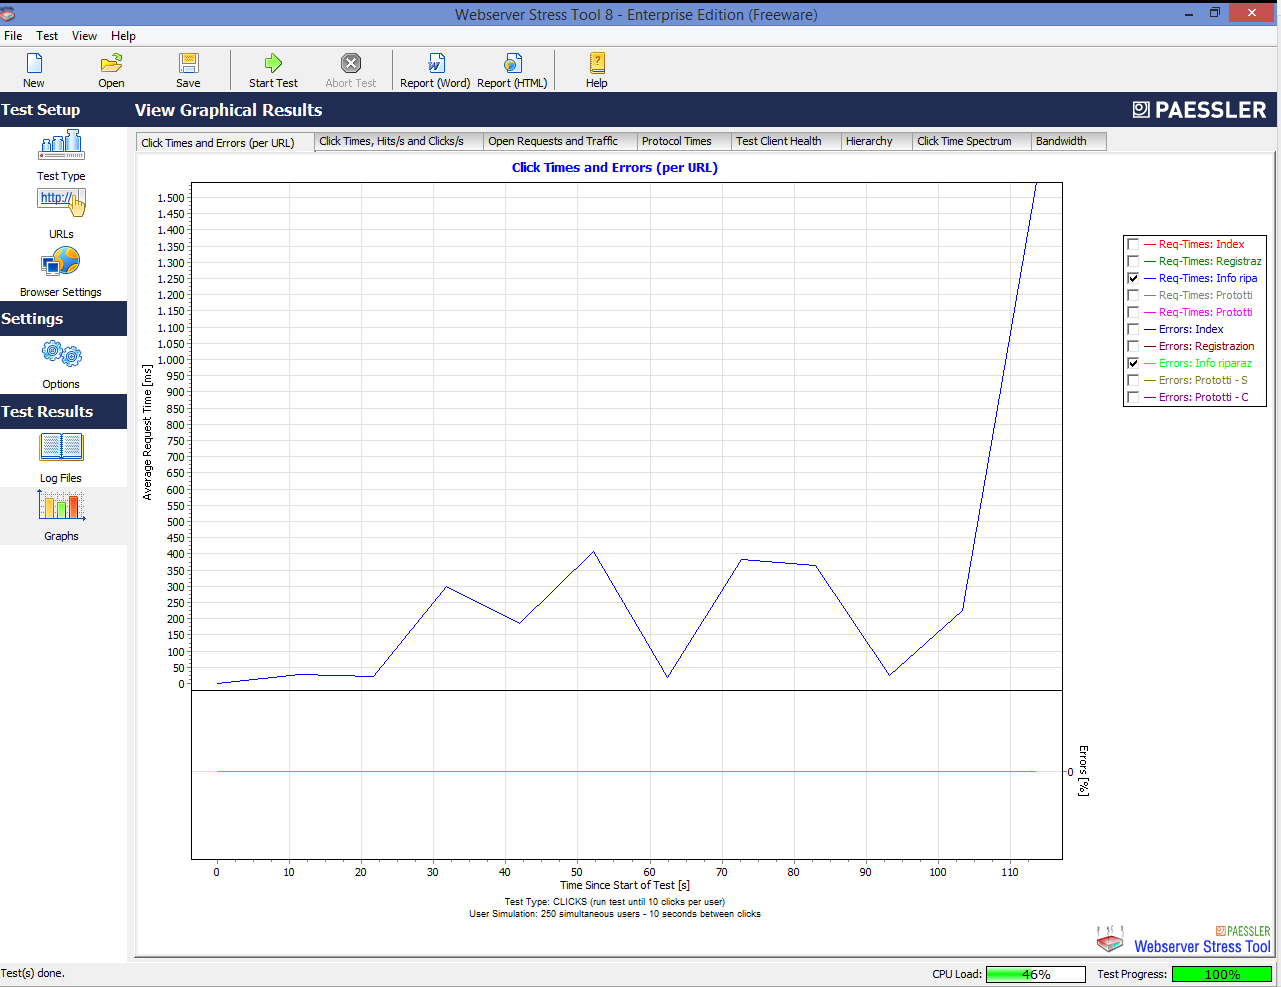 Webserver Stress Tool 8 - Enterprise Edition (Freeware)
File Test View Help
New Open Save Start Test Abort Test Report (Word) Report (HTML) Help
Test Setup
View Graphical Results
PAESSLER
Test Type
http://
URLs
Browser Settings
Settings
Options
Test Results
Log Files
Graphs
Click Times and Errors (per URL) Click Times, Hits/s and Clicks/s Open Requests and Traffic Protocol Times Test Client Health Hierarchy Click Time Spectrum Bandwidth
Click Times and Errors (per URL)
Average Request Time [ms]
1.500
1.450
1.400
1.350
1.300
1.250
1.200
1.150
1.100
1.050
1.000
950
900
850
800
750
700
650
600
550
500
450
400
350
300
250
200
150
100
50
0
Req-Times: Index
Req-Times: Registraz
Req-Times: Info ripa
Req-Times: Prototti
Req-Times: Prototti
Errors: Index
Errors: Registrazion
Errors: Info riparaz
Errors: Prototti - S
Errors: Prototti - C
0
Errors [%]
0 10 20 30 40 50 60 70 80 90 100 110
Time Since Start of Test [s]
Test Type: CLICKS (run test until 10 clicks per user)
User Simulation: 250 simultaneous users - 10 seconds between clicks
PAESSLER
Webserver Stress Tool
Test(s) done.
CPU Load: 46% Test Progress: 100%